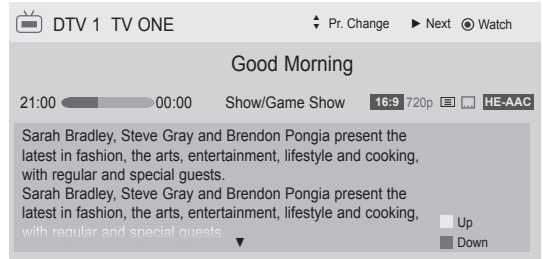 DTV 1 TV ONE Pr. Change Next Watch
Good Morning
21:00 00:00 Show/Game Show 16:9 720p HE-AAC
Sarah Bradley, Steve Gray and Brendon Pongia present the
latest in fashion, the arts, entertainment, lifestyle and cooking,
with regular and special guests.
Sarah Bradley, Steve Gray and Brendon Pongia present the
latest in fashion, the arts, entertainment, lifestyle and cooking,
with regular and special guests.
Up
Down